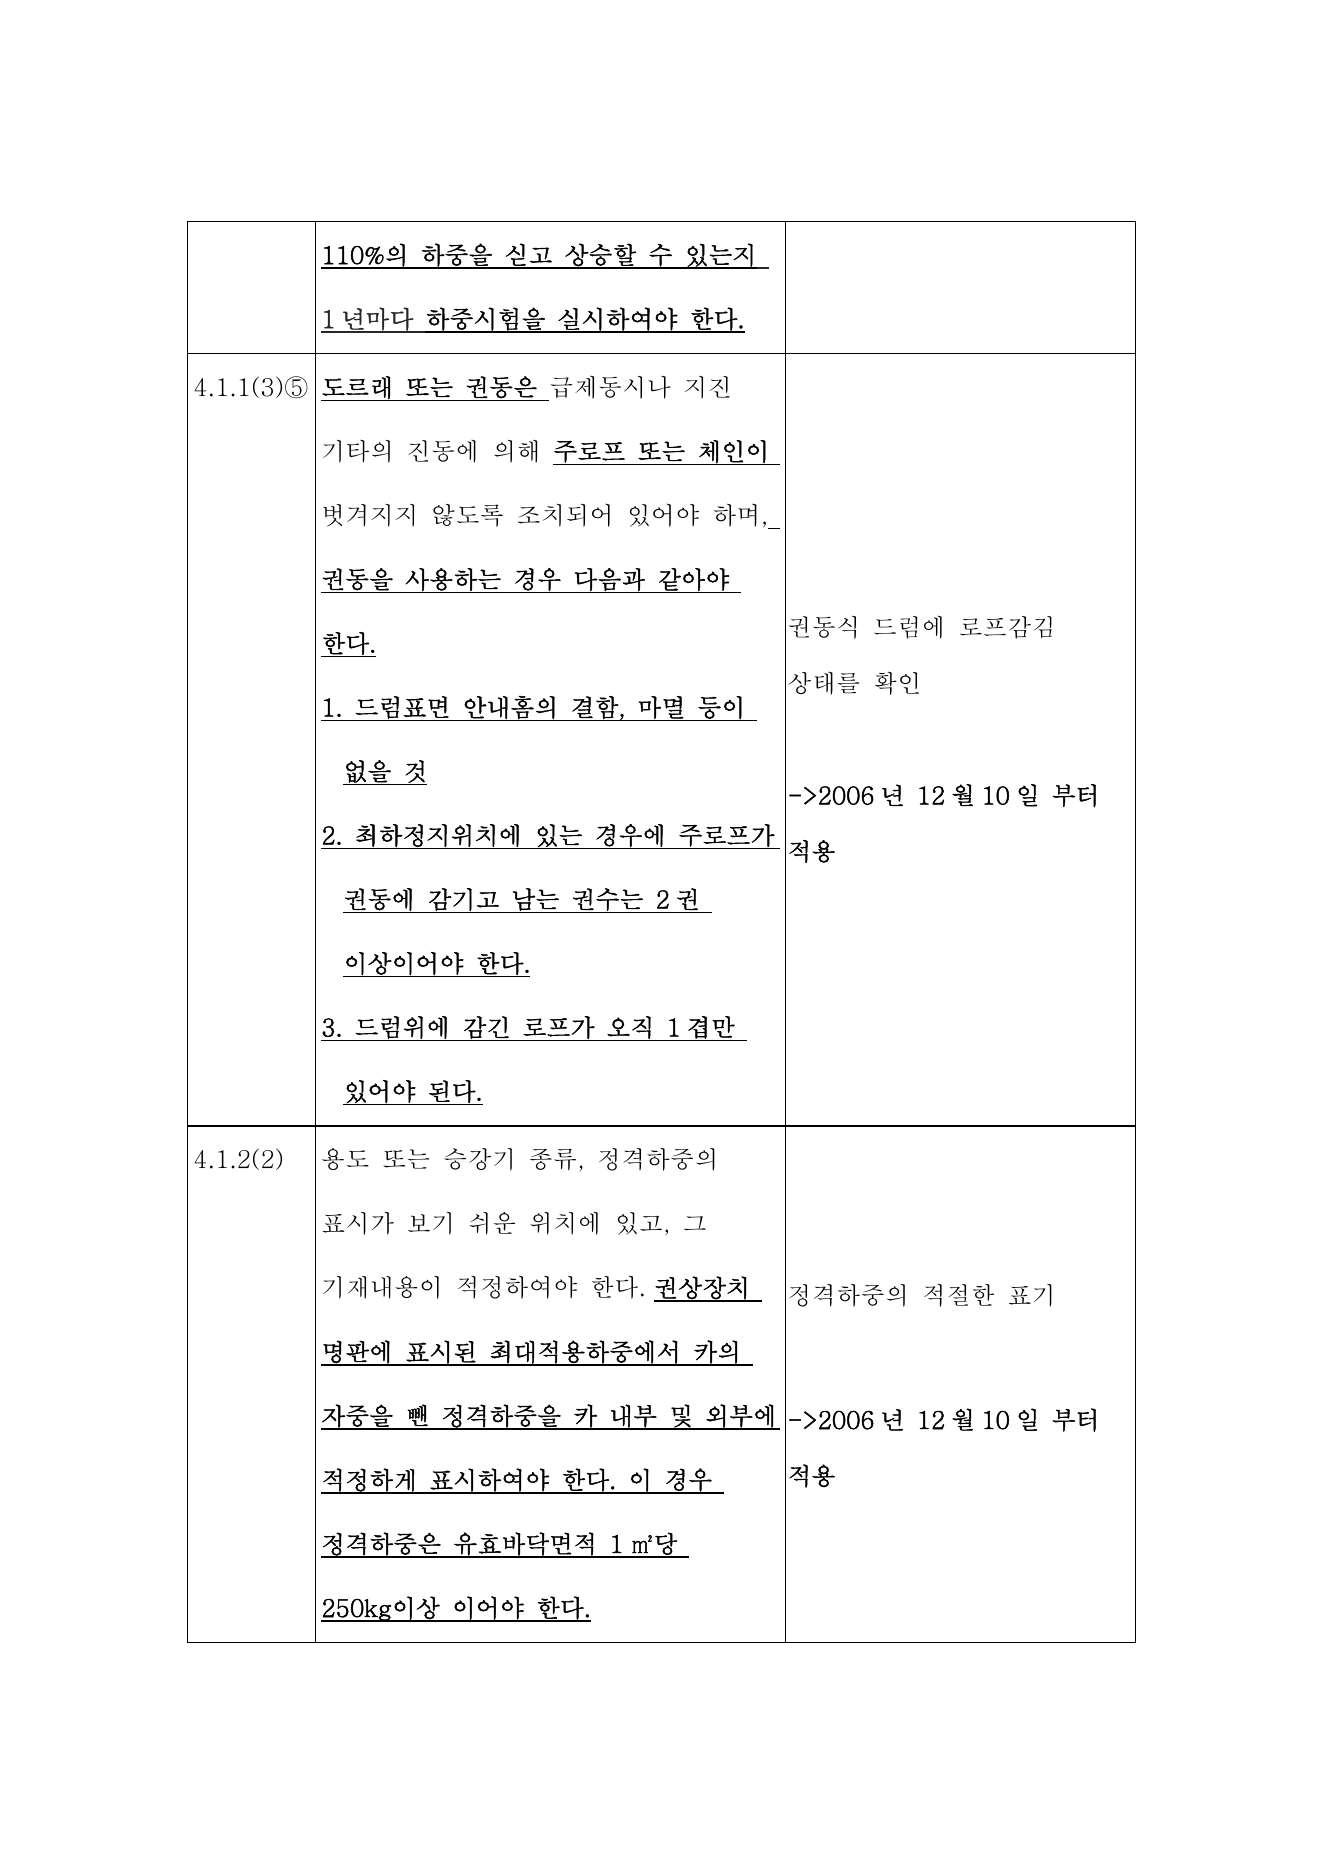 110%의 하중을 싣고 상승할 수 있는지
1년마다 하중시험을 실시하여야 한다.
4.1.1(3)⑤
도르래 또는 권동은 급제동시나 지진
기타의 진동에 의해 주로프 또는 체인이
벗겨지지 않도록 조치되어 있어야 하며,
권동을 사용하는 경우 다음과 같아야
한다.
1. 드럼표면 안내홈의 결함, 마멸 등이
없을 것
2. 최하정지위치에 있는 경우에 주로프가
권동에 감기고 남는 권수는 2권
이상이어야 한다.
3. 드럼위에 감긴 로프가 오직 1겹만
있어야 된다.
권동식 드럼에 로프감김
상태를 확인
->2006년 12월 10일 부터
적용
4.1.2(2)
용도 또는 승강기 종류, 정격하중의
표시가 보기 쉬운 위치에 있고, 그
기재내용이 적정하여야 한다. 권상장치
명판에 표시된 최대적용하중에서 카의
자중을 뺀 정격하중을 카 내부 및 외부에
적정하게 표시하여야 한다. 이 경우
정격하중은 유효바닥면적 1㎡당
250kg이상 이어야 한다.
정격하중의 적절한 표기
->2006년 12월 10일 부터
적용